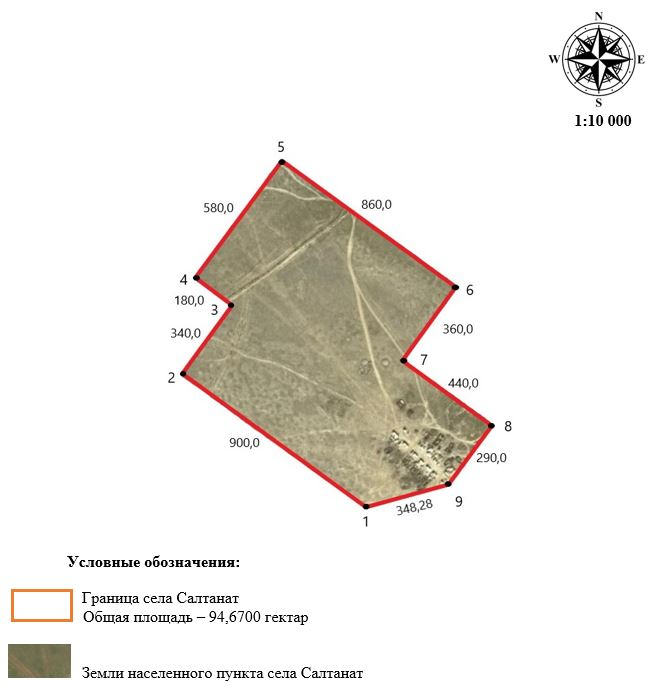 N
W E
S
1:10 000
5
580,0
860,0
4
180,0
3
6
340,0
360,0
7
2
440,0
900,0
8
290,0
9
348,28
1
Условные обозначения:
Граница села Салтанат
Общая площадь – 94,6700 гектар
Земли населенного пункта села Салтанат